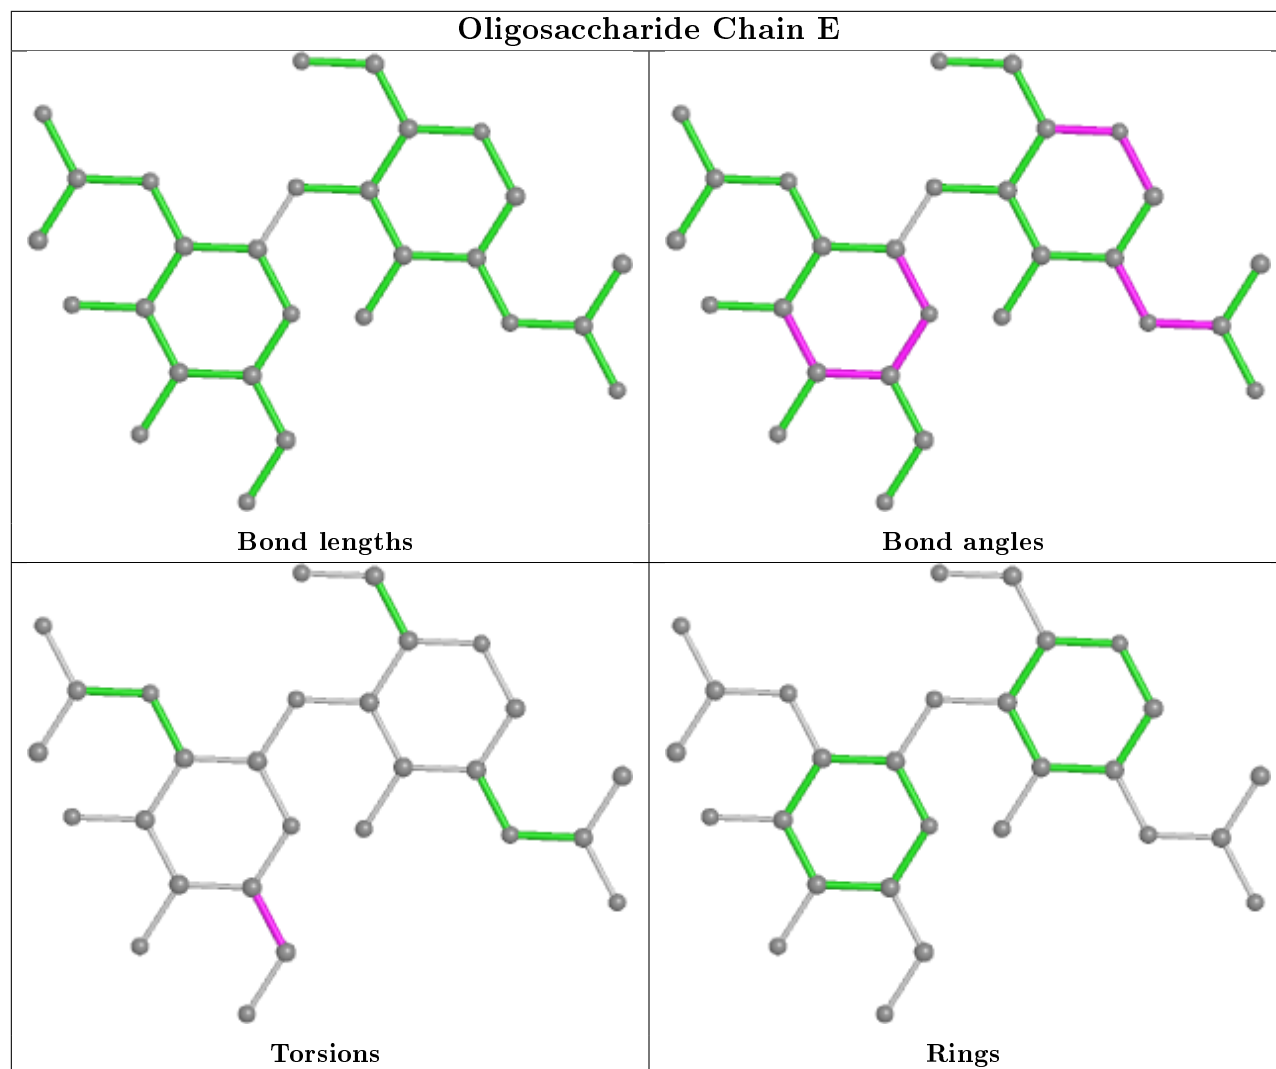 Oligosaccharide Chain E
Bond lengths
Bond angles
Torsions
Rings